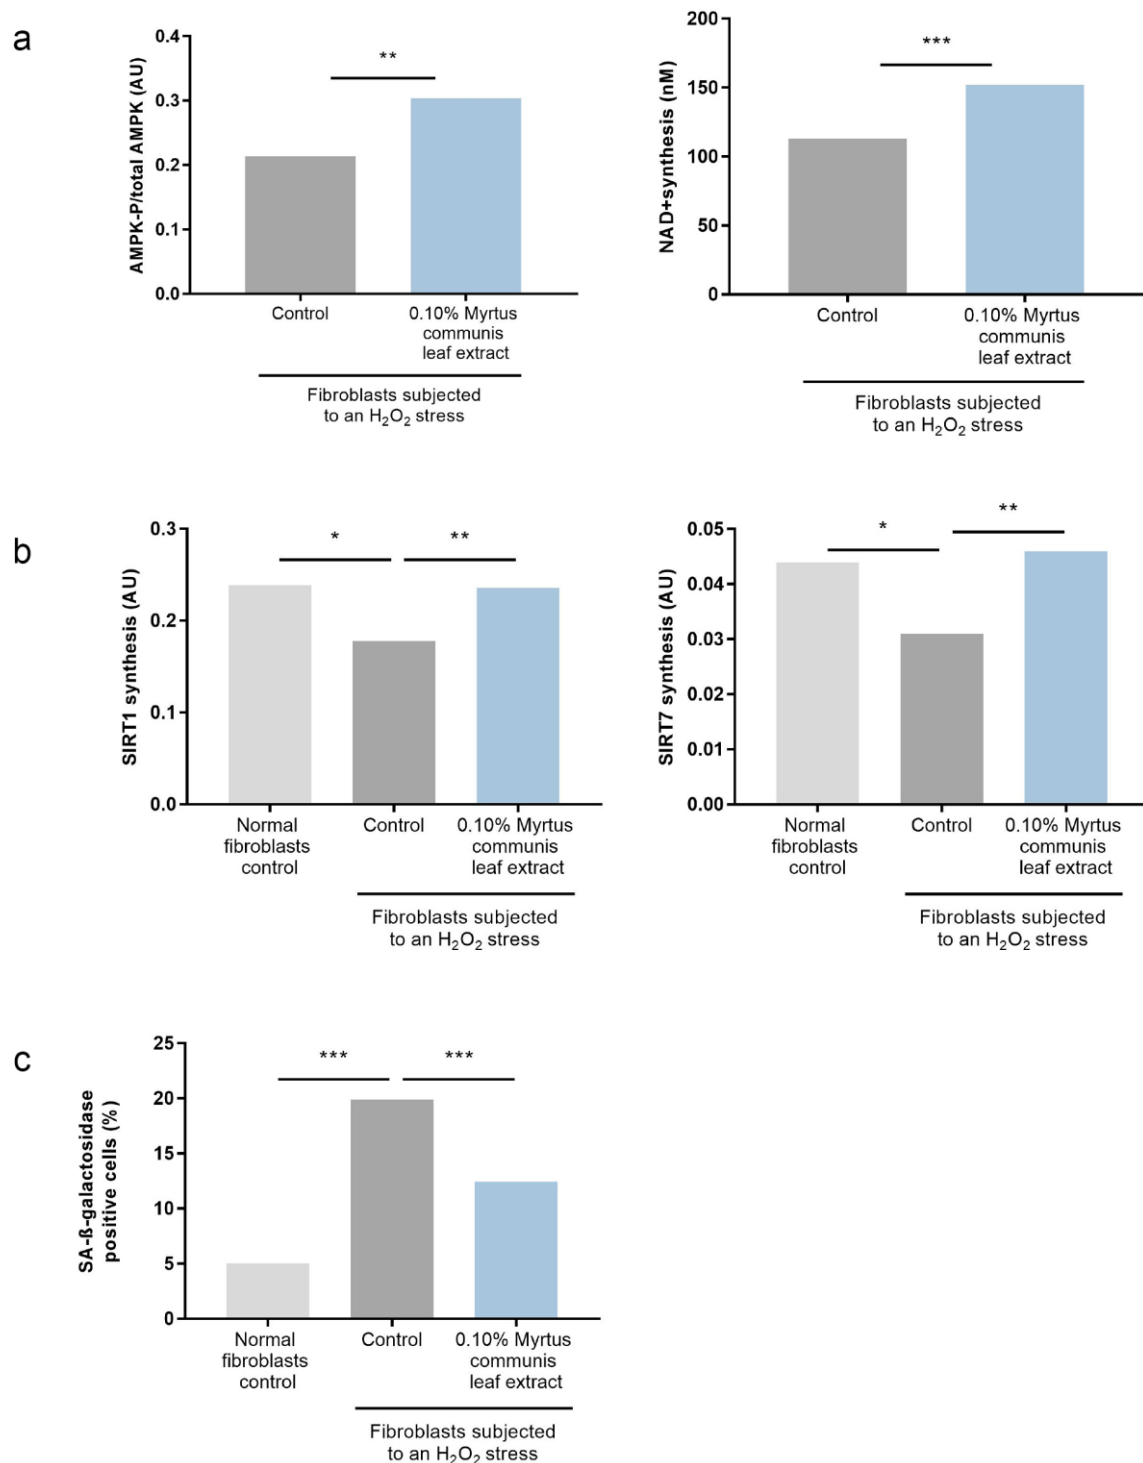 a
AMPK-P/total AMPK (AU)
0.4
0.3
0.2
0.1
0.0
**
Control
0.10% Myrtus
communis
leaf extract
Fibroblasts subjected
to an H₂O₂ stress
NAD+synthesis (nM)
200
150
100
50
0
***
Control
0.10% Myrtus
communis
leaf extract
Fibroblasts subjected
to an H₂O₂ stress
b
SIRT1 synthesis (AU)
0.3
0.2
0.1
0.0
*
**
Normal
fibroblasts
control
Control
0.10% Myrtus
communis
leaf extract
Fibroblasts subjected
to an H₂O₂ stress
SIRT7 synthesis (AU)
0.05
0.04
0.03
0.02
0.01
0.00
*
**
Normal
fibroblasts
control
Control
0.10% Myrtus
communis
leaf extract
Fibroblasts subjected
to an H₂O₂ stress
c
SA-ß-galactosidase
positive cells (%)
25
20
15
10
5
0
***
***
Normal
fibroblasts
control
Control
0.10% Myrtus
communis
leaf extract
Fibroblasts subjected
to an H₂O₂ stress